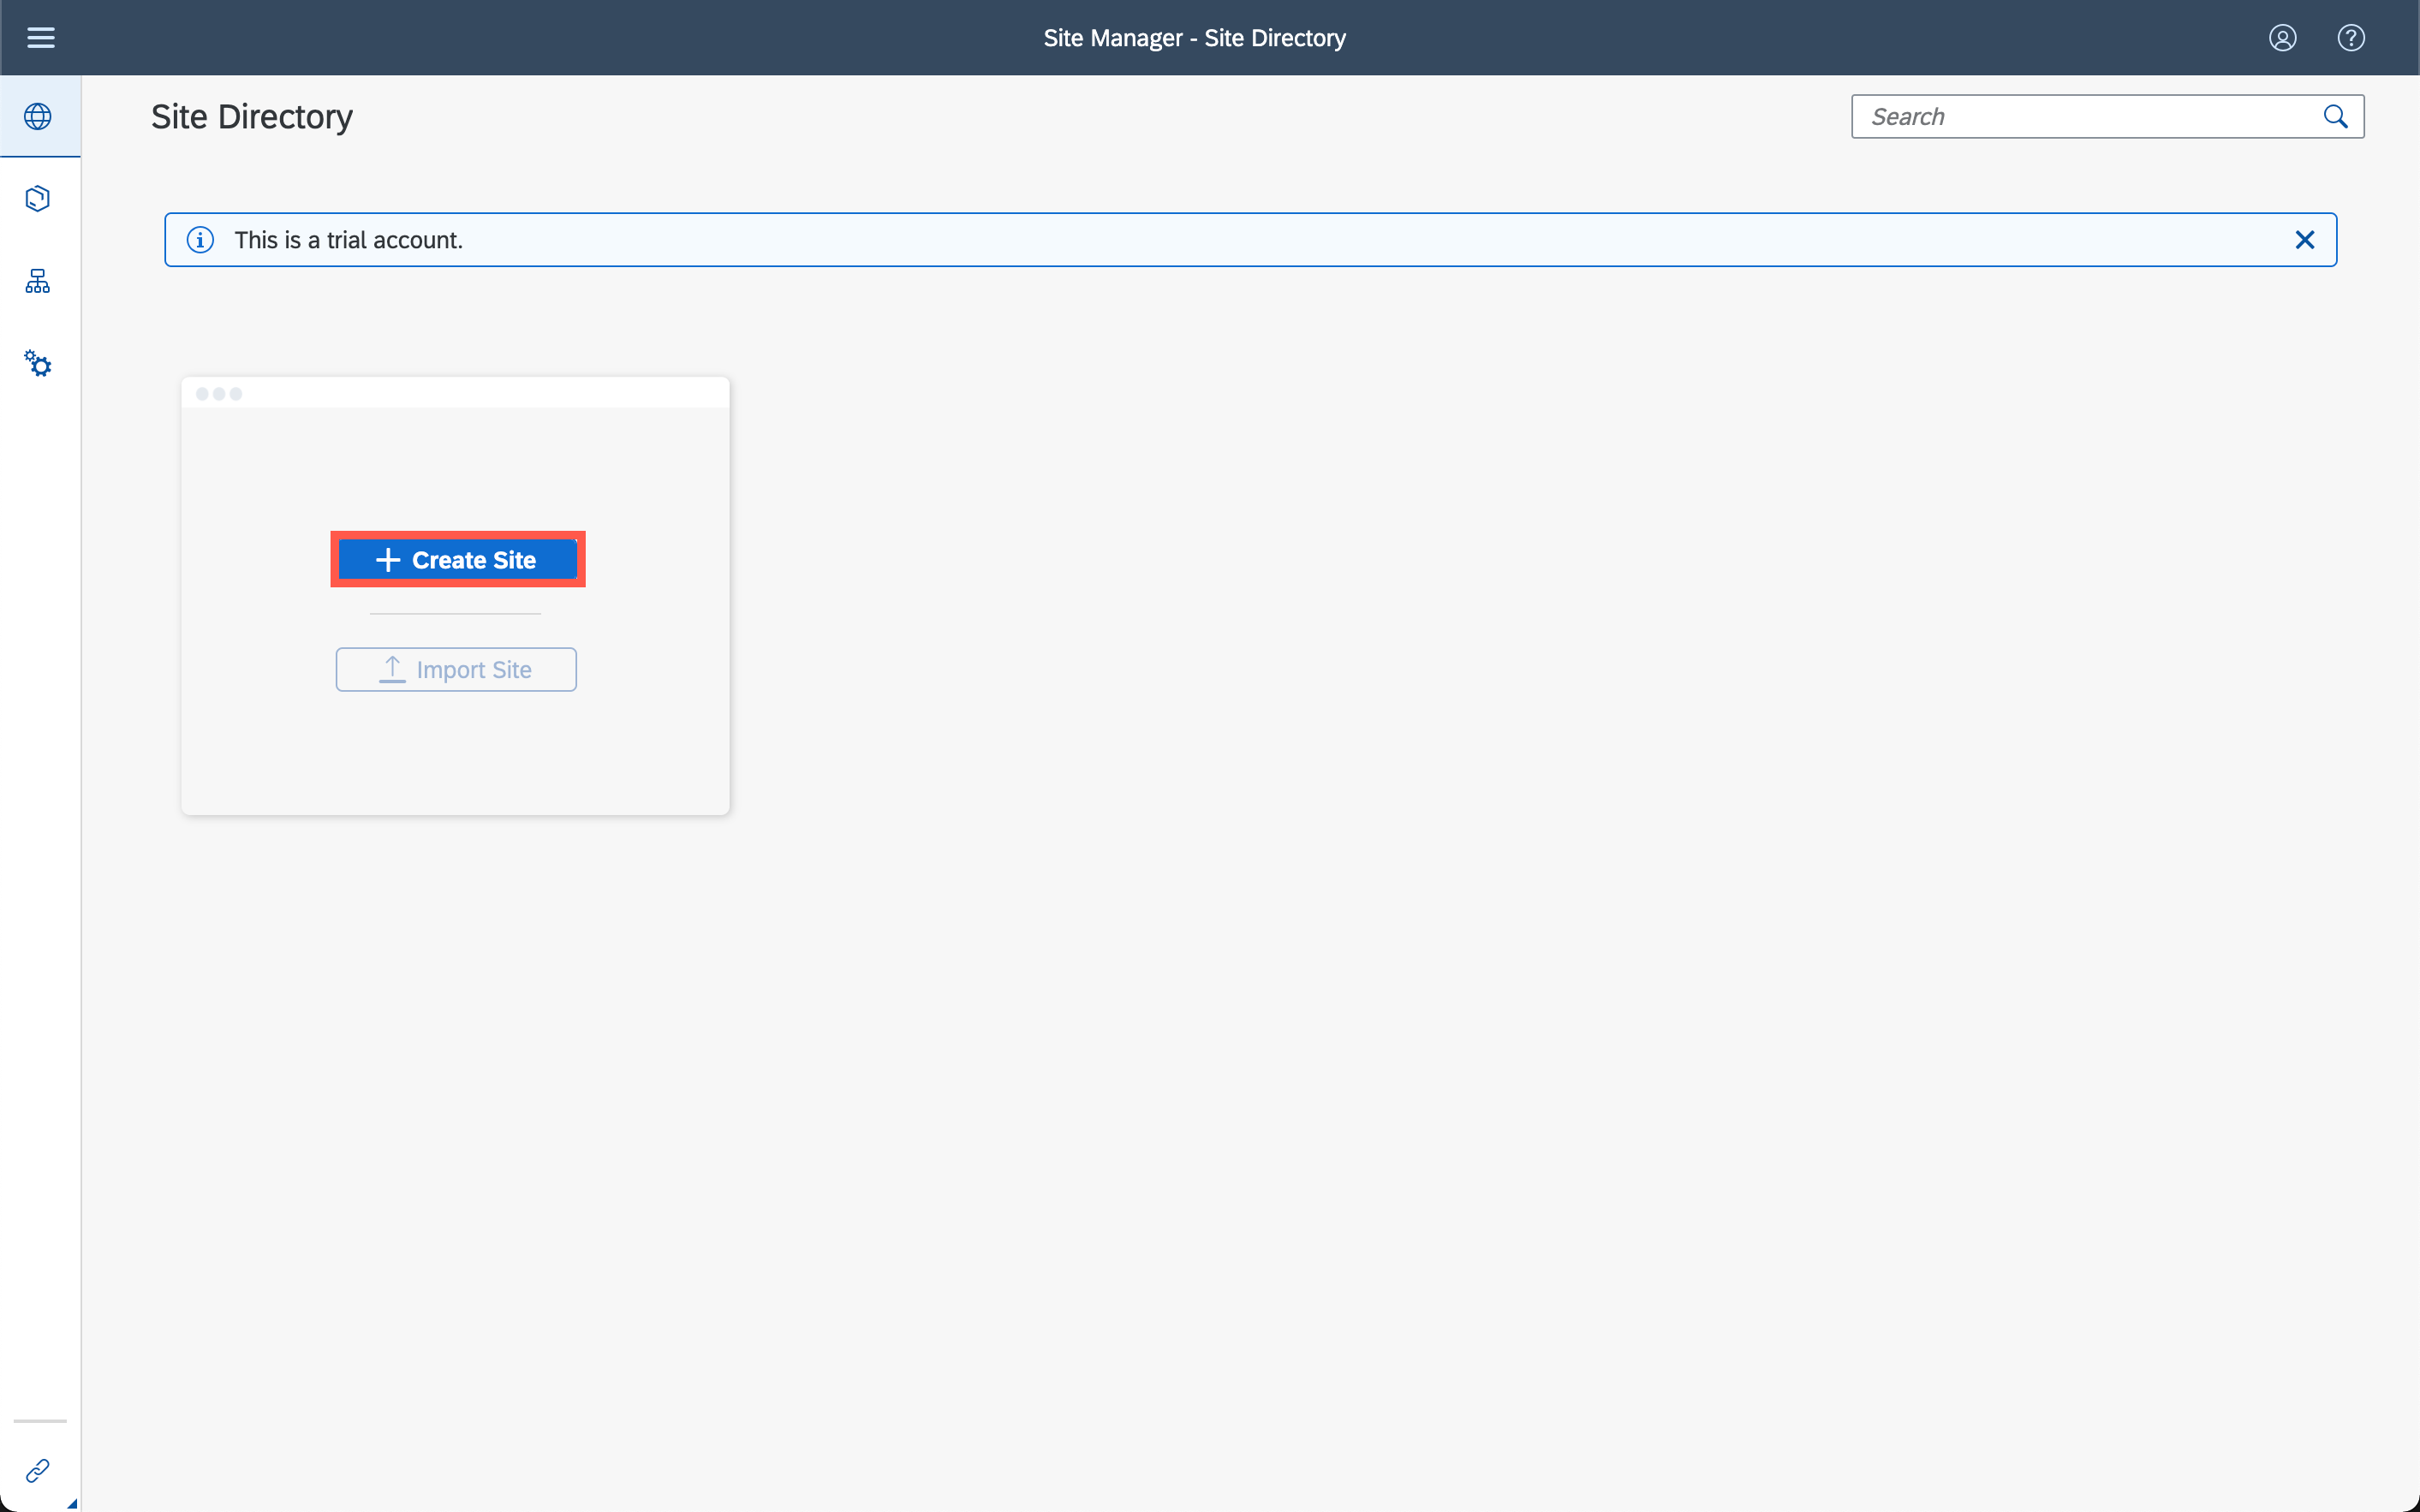 Site Manager - Site Directory
Site Directory
Search
This is a trial account.
Create Site
Import Site